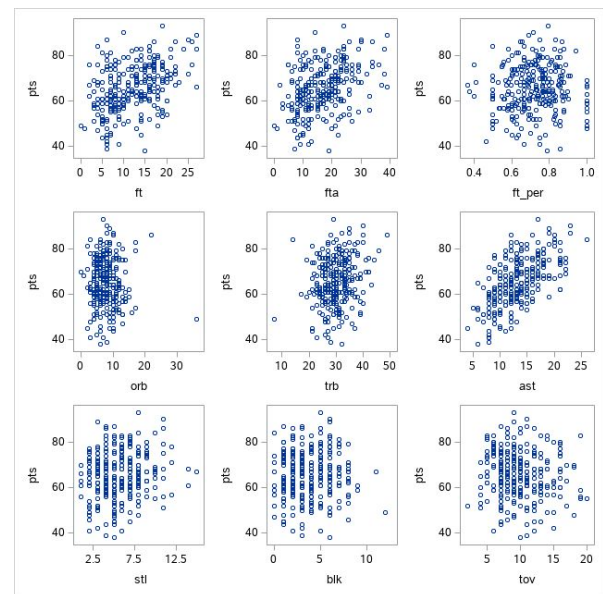 pts 80 60 40 0 5 10 15 20 25 ft
pts 80 60 40 0 10 20 30 40 fta
pts 80 60 40 0.4 0.6 0.8 1.0 ft_per
pts 80 60 40 0 10 20 30 orb
pts 80 60 40 10 20 30 40 50 trb
pts 80 60 40 5 10 15 20 25 ast
pts 80 60 40 2.5 7.5 12.5 stl
pts 80 60 40 0 5 10 blk
pts 80 60 40 5 10 15 20 tov